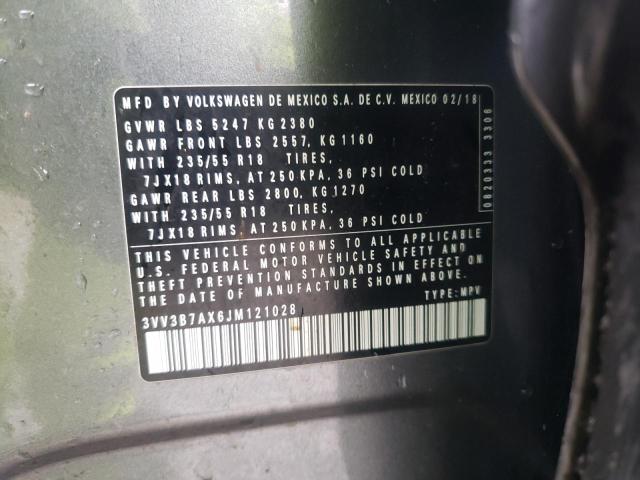 MFD BY VOLKSWAGEN DE MEXICO S.A. DE C.V. MEXICO 02/18
GVWR LBS 5247 KG 2380
GAWR FRONT LBS 2557, KG 1160
WITH 235/55 R18 TIRES,
7JX18 RIMS, AT 250 KPA, 36 PSI COLD
GAWR REAR LBS 2800, KG 1270
WITH 235/55 R18 TIRES,
7JX18 RIMS, AT 250 KPA, 36 PSI COLD
THIS VEHICLE CONFORMS TO ALL APPLICABLE
U.S. FEDERAL MOTOR VEHICLE SAFETY AND
THEFT PREVENTION STANDARDS IN EFFECT ON
THE DATE OF MANUFACTURE SHOWN ABOVE.
3VV3B7AX6JM121028 TYPE: MPV
0B20333 3306